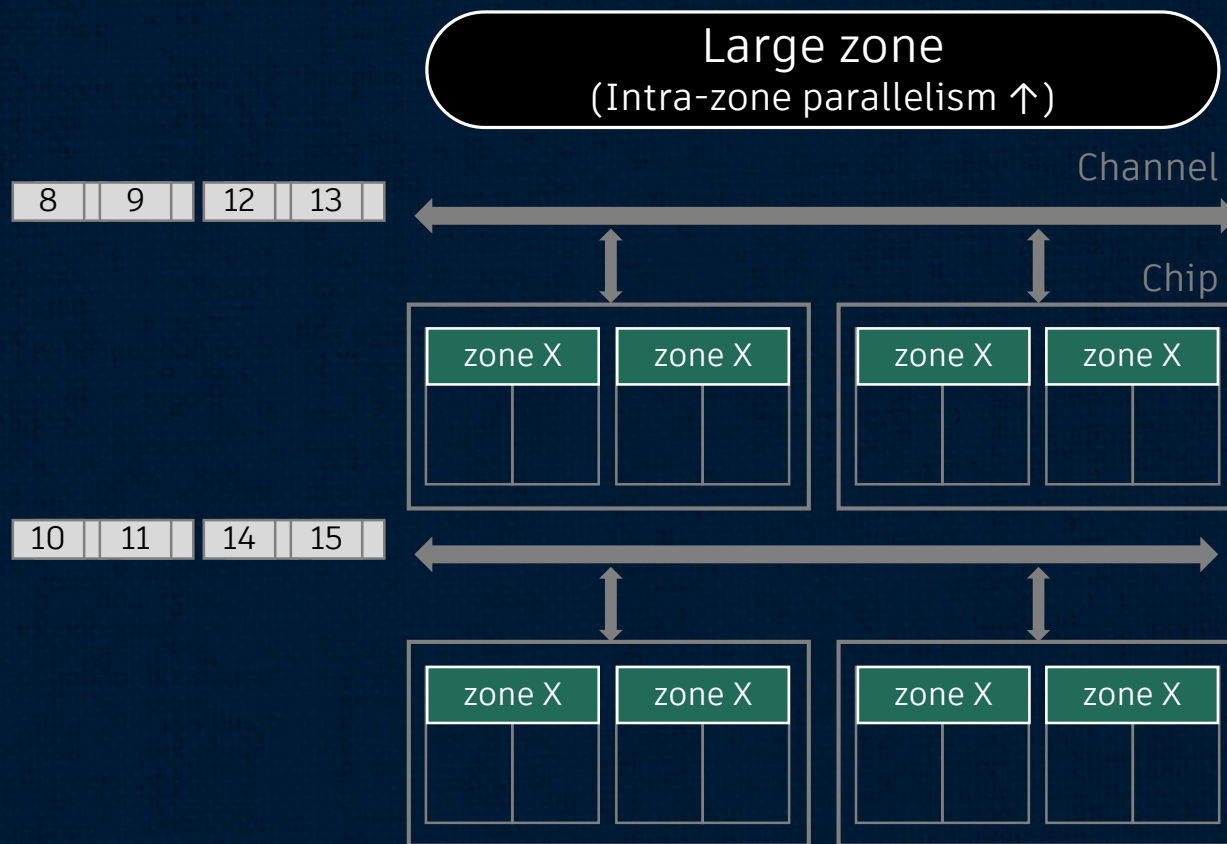 Large zone
(Intra-zone parallelism ↑)
Channel
8 9 12 13
Chip
zone X zone X zone X zone X
10 11 14 15
zone X zone X zone X zone X